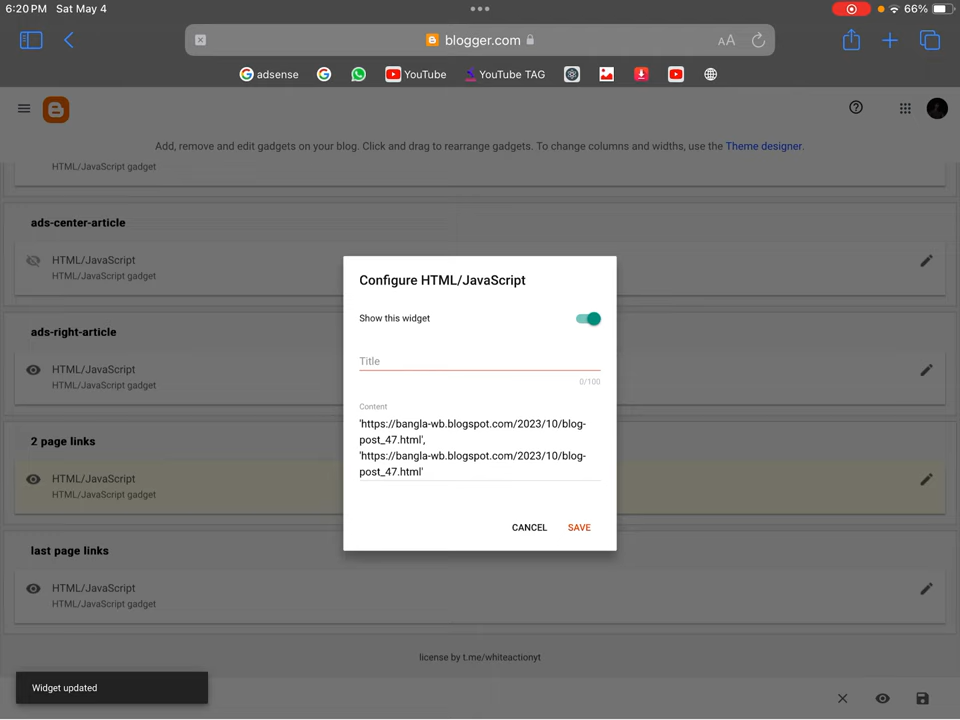 6:20 PM Sat May 4
66%
blogger.com
AA
adsense
YouTube
YouTube TAG
Add, remove and edit gadgets on your blog. Click and drag to rearrange gadgets. To change columns and widths, use the Theme designer.
HTML/JavaScript gadget
ads-center-article
HTML/JavaScript
HTML/JavaScript gadget
ads-right-article
HTML/JavaScript
HTML/JavaScript gadget
2 page links
HTML/JavaScript
HTML/JavaScript gadget
last page links
HTML/JavaScript
HTML/JavaScript gadget
Configure HTML/JavaScript
Show this widget
Title
0/100
Content
'https://bangla-wb.blogspot.com/2023/10/blog-
post_47.html',
'https://bangla-wb.blogspot.com/2023/10/blog-
post_47.html'
CANCEL SAVE
license by t.me/whiteactionyt
Widget updated